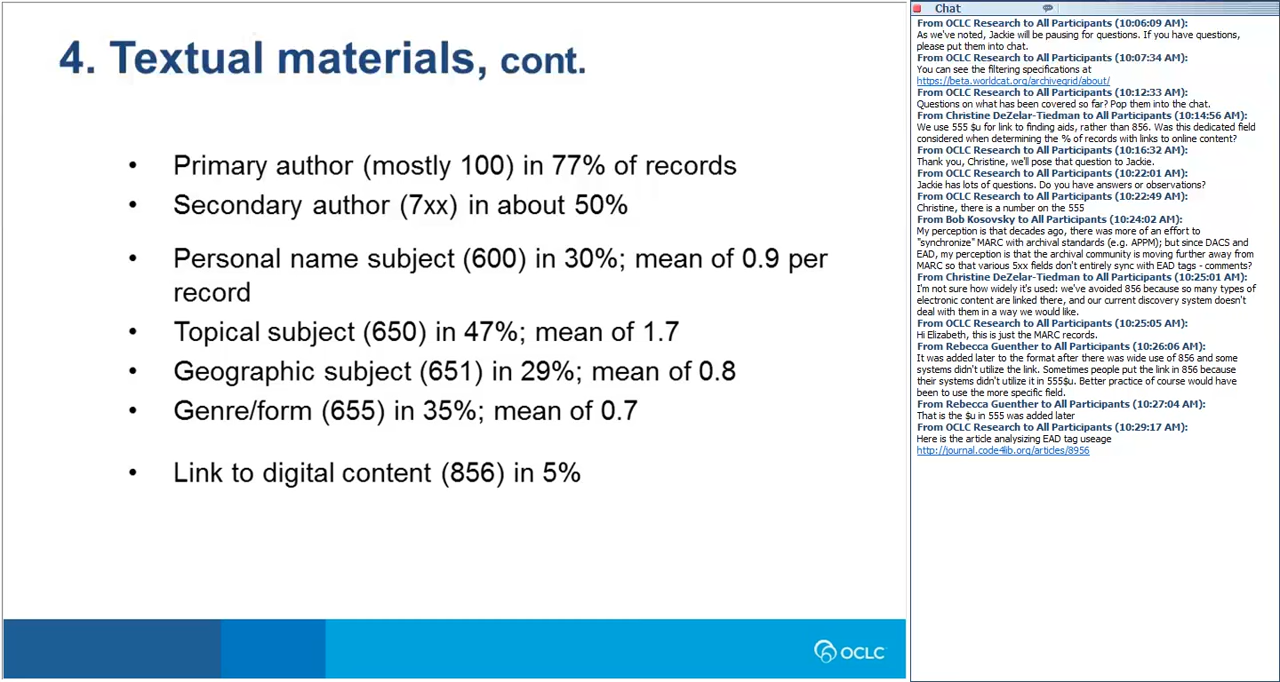 4. Textual materials, cont.
• Primary author (mostly 100) in 77% of records
• Secondary author (7xx) in about 50%
• Personal name subject (600) in 30%; mean of 0.9 per
record
• Topical subject (650) in 47%; mean of 1.7
• Geographic subject (651) in 29%; mean of 0.8
• Genre/form (655) in 35%; mean of 0.7
• Link to digital content (856) in 5%
OCLC
Chat
From OCLC Research to All Participants (10:06:09 AM):
As we've noted, Jackie will be pausing for questions. If you have questions,
please put them into chat.
From OCLC Research to All Participants (10:07:34 AM):
You can see the filtering specifications at
https://beta.worldcat.org/archivegrid/about/
From OCLC Research to All Participants (10:12:33 AM):
Questions on what has been covered so far? Pop them into the chat.
From Christine DeZelar-Tiedman to All Participants (10:14:56 AM):
We use 555 $u for link to finding aids, rather than 856. Was this dedicated field
considered when determining the % of records with links to online content?
From OCLC Research to All Participants (10:16:32 AM):
Thank you, Christine, we'll pose that question to Jackie.
From OCLC Research to All Participants (10:22:01 AM):
Jackie has lots of questions. Do you have answers or observations?
From OCLC Research to All Participants (10:22:49 AM):
Christine, there is a number on the 555
From Bob Kosovsky to All Participants (10:24:02 AM):
My perception is that decades ago, there was more of an effort to
"synchronize" MARC with archival standards (e.g. APPM); but since DACS and
EAD, my perception is that the archival community is moving further away from
MARC so that various 5xx fields don't entirely sync with EAD tags - comments?
From Christine DeZelar-Tiedman to All Participants (10:25:01 AM):
I'm not sure how widely it's used: we've avoided 856 because so many types of
electronic content are linked there, and our current discovery system doesn't
deal with them in a way we would like.
From OCLC Research to All Participants (10:25:05 AM):
Hi Elizabeth, this is just the MARC records.
From Rebecca Guenther to All Participants (10:26:06 AM):
It was added later to the format after there was wide use of 856 and some
systems didn't utilize the link. Sometimes people put the link in 856 because
their systems didn't utilize it in 555$u. Better practice of course would have
been to use the more specific field.
From Rebecca Guenther to All Participants (10:27:04 AM):
That is the $u in 555 was added later
From OCLC Research to All Participants (10:29:17 AM):
Here is the article analysizing EAD tag useage
http://journal.code4lib.org/articles/8956